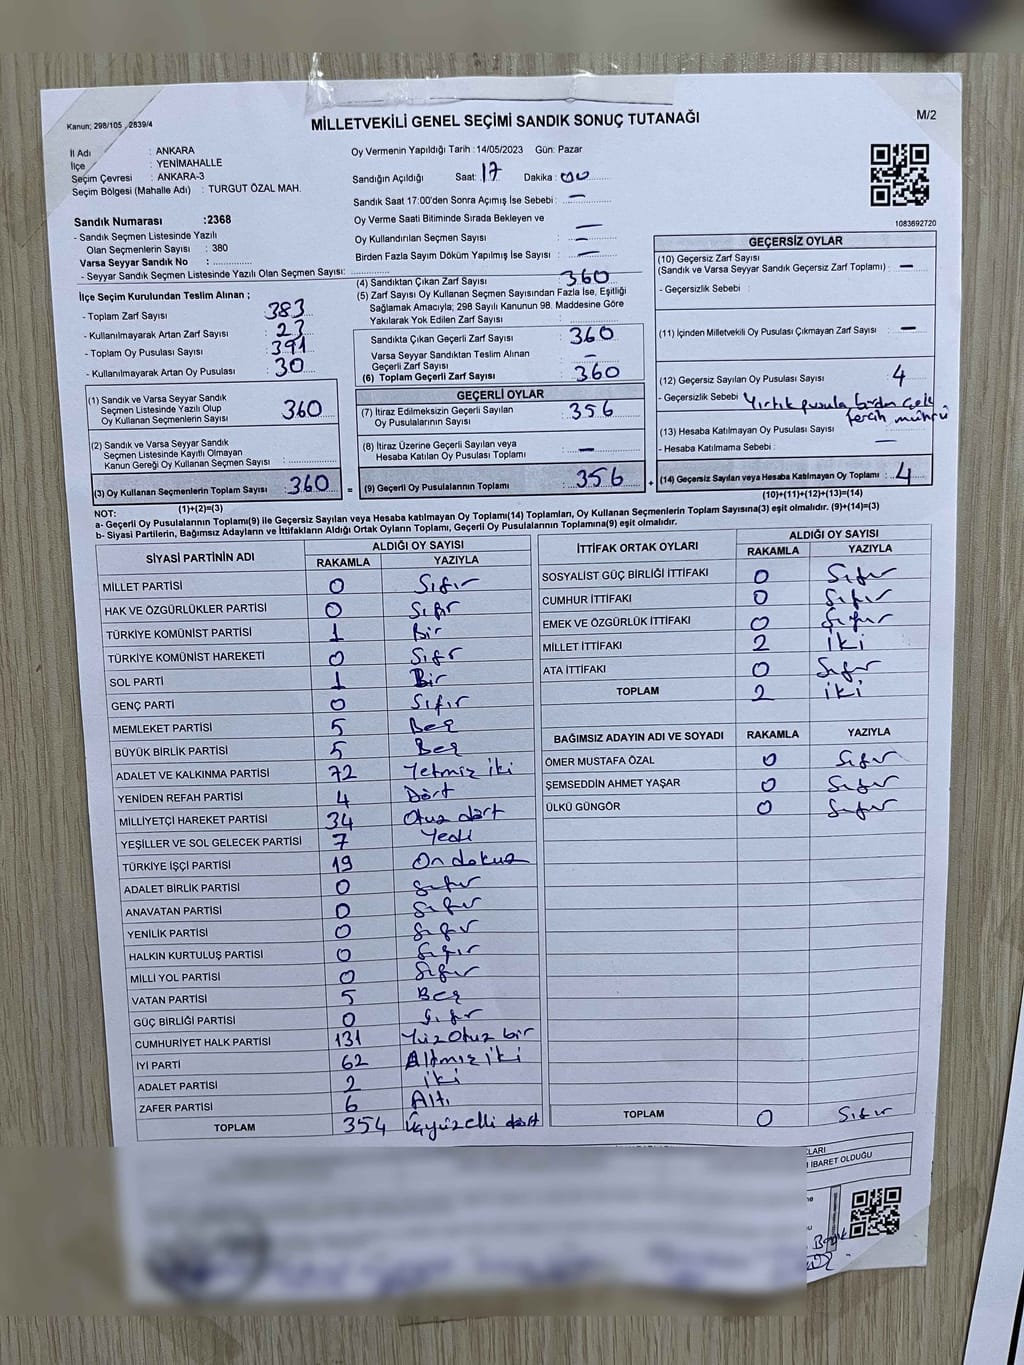 Kanun; 298/105 , 2839/4
MİLLETVEKİLİ GENEL SEÇİMİ SANDIK SONUÇ TUTANAĞI
M/2
İl Adı : ANKARA
İlçe : YENİMAHALLE
Seçim Çevresi : ANKARA-3
Seçim Bölgesi (Mahalle Adı) : TURGUT ÖZAL MAH.
Sandık Numarası :2368
- Sandık Seçmen Listesinde Yazılı
Olan Seçmenlerin Sayısı : 380
Varsa Seyyar Sandık No :
- Seyyar Sandık Seçmen Listesinde Yazılı Olan Seçmen Sayısı:
İlçe Seçim Kurulundan Teslim Alınan ;
- Toplam Zarf Sayısı : 383
- Kullanılmayarak Artan Zarf Sayısı : 23
- Toplam Oy Pusulası Sayısı : 391
- Kullanılmayarak Artan Oy Pusulası : 30
(1) Sandık ve Varsa Seyyar Sandık
Seçmen Listesinde Yazılı Olup
Oy Kullanan Seçmenlerin Sayısı : 360
(2) Sandık ve Varsa Seyyar Sandık
Seçmen Listesinde Kayıtlı Olmayan
Kanun Gereği Oy Kullanan Seçmen Sayısı :
(3) Oy Kullanan Seçmenlerin Toplam Sayısı : 360
(1)+(2)=(3)
Oy Vermenin Yapıldığı Tarih : 14/05/2023 Gün: Pazar
Sandığın Açıldığı Saat: 17 Dakika : 00
Sandık Saat 17:00'den Sonra Açımış İse Sebebi : —
Oy Verme Saati Bitiminde Sırada Bekleyen ve
Oy Kullandırılan Seçmen Sayısı : —
Birden Fazla Sayım Döküm Yapılmış İse Sayısı : —
(4) Sandıktan Çıkan Zarf Sayısı : 360
(5) Zarf Sayısı Oy Kullanan Seçmen Sayısından Fazla İse, Eşitliği
Sağlamak Amacıyla; 298 Sayılı Kanunun 98. Maddesine Göre
Yakılarak Yok Edilen Zarf Sayısı :
Sandıkta Çıkan Geçerli Zarf Sayısı : 360
Varsa Seyyar Sandıktan Teslim Alınan
Geçerli Zarf Sayısı : —
(6) Toplam Geçerli Zarf Sayısı : 360
GEÇERLİ OYLAR
(7) İtiraz Edilmeksizin Geçerli Sayılan
Oy Pusulalarının Sayısı : 356
(8) İtiraz Üzerine Geçerli Sayılan veya
Hesaba Katılan Oy Pusulası Toplamı : —
= (9) Geçerli Oy Pusulalarının Toplamı : 356
1083692720
GEÇERSİZ OYLAR
(10) Geçersiz Zarf Sayısı
(Sandık ve Varsa Seyyar Sandık Geçersiz Zarf Toplamı) : —
- Geçersizlik Sebebi :
(11) İçinden Milletvekili Oy Pusulası Çıkmayan Zarf Sayısı : —
(12) Geçersiz Sayılan Oy Pusulası Sayısı : 4
- Geçersizlik Sebebi Yırtık pusula birden çok
tercih mührü
(13) Hesaba Katılmayan Oy Pusulası Sayısı :
- Hesaba Katılmama Sebebi : —
+ (14) Geçersiz Sayılan veya Hesaba Katılmayan Oy Toplamı : 4
(10)+(11)+(12)+(13)=(14)
NOT:
a- Geçerli Oy Pusulalarının Toplamı(9) ile Geçersiz Sayılan veya Hesaba katılmayan Oy Toplamı(14) Toplamları, Oy Kullanan Seçmenlerin Toplam Sayısına(3) eşit olmalıdır. (9)+(14)=(3)
b- Siyasi Partilerin, Bağımsız Adayların ve İttifakların Aldığı Ortak Oyların Toplamı, Geçerli Oy Pusulalarının Toplamına(9) eşit olmalıdır.
SİYASİ PARTİNİN ADI
ALDIĞI OY SAYISI
RAKAMLA YAZIYLA
MİLLET PARTİSİ 0 Sıfır
HAK VE ÖZGÜRLÜKLER PARTİSİ 0 Sıfır
TÜRKİYE KOMÜNİST PARTİSİ 1 Bir
TÜRKİYE KOMÜNİST HAREKETİ 0 Sıfır
SOL PARTİ 1 Bir
GENÇ PARTİ 0 Sıfır
MEMLEKET PARTİSİ 5 Beş
BÜYÜK BİRLİK PARTİSİ 5 Beş
ADALET VE KALKINMA PARTİSİ 72 Yetmiş iki
YENİDEN REFAH PARTİSİ 4 Dört
MİLLİYETÇİ HAREKET PARTİSİ 34 Otuz dört
YEŞİLLER VE SOL GELECEK PARTİSİ 7 Yedi
TÜRKİYE İŞÇİ PARTİSİ 19 On dokuz
ADALET BİRLİK PARTİSİ 0 Sıfır
ANAVATAN PARTİSİ 0 Sıfır
YENİLİK PARTİSİ 0 Sıfır
HALKIN KURTULUŞ PARTİSİ 0 Sıfır
MİLLİ YOL PARTİSİ 0 Sıfır
VATAN PARTİSİ 5 Beş
GÜÇ BİRLİĞİ PARTİSİ 0 Sıfır
CUMHURİYET HALK PARTİSİ 131 Yüz Otuz bir
İYİ PARTİ 62 Altmış iki
ADALET PARTİSİ 2 iki
ZAFER PARTİSİ 6 Altı
TOPLAM 354 Üçyüzelli dört
İTTİFAK ORTAK OYLARI
ALDIĞI OY SAYISI
RAKAMLA YAZIYLA
SOSYALİST GÜÇ BİRLİĞİ İTTİFAKI 0 Sıfır
CUMHUR İTTİFAKI 0 Sıfır
EMEK VE ÖZGÜRLÜK İTTİFAKI 0 Sıfır
MİLLET İTTİFAKI 2 iki
ATA İTTİFAKI 0 Sıfır
TOPLAM 2 iki
BAĞIMSIZ ADAYIN ADI VE SOYADI RAKAMLA YAZIYLA
ÖMER MUSTAFA ÖZAL 0 Sıfır
ŞEMSEDDİN AHMET YAŞAR 0 Sıfır
ÜLKÜ GÜNGÖR 0 Sıfır
TOPLAM 0 Sıfır
LARI
İBARET OLDUĞU